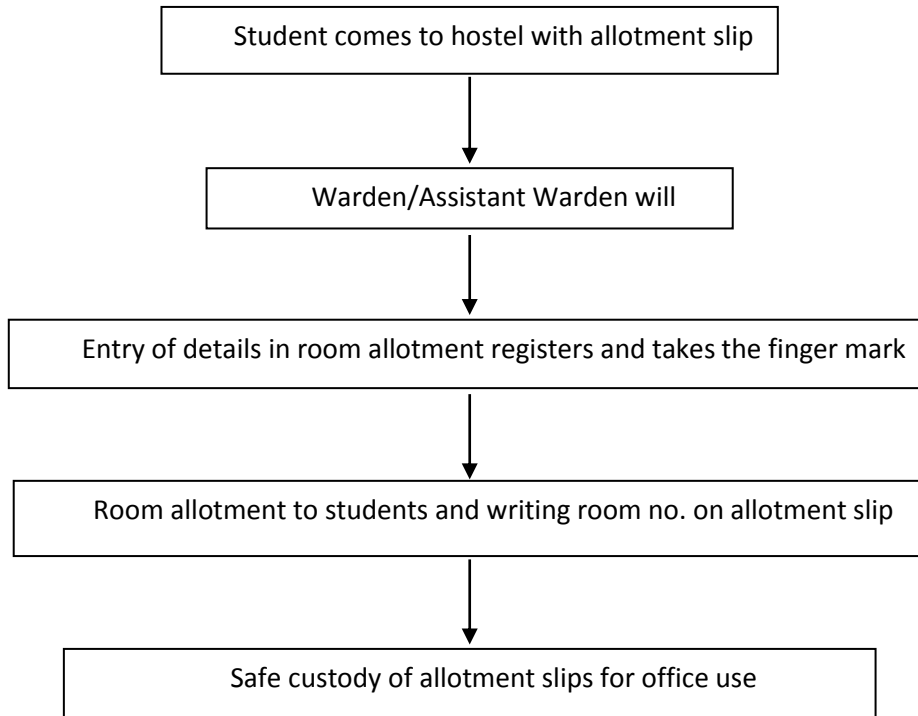 Student comes to hostel with allotment slip
Warden/Assistant Warden will
Entry of details in room allotment registers and takes the finger mark
Room allotment to students and writing room no. on allotment slip
Safe custody of allotment slips for office use